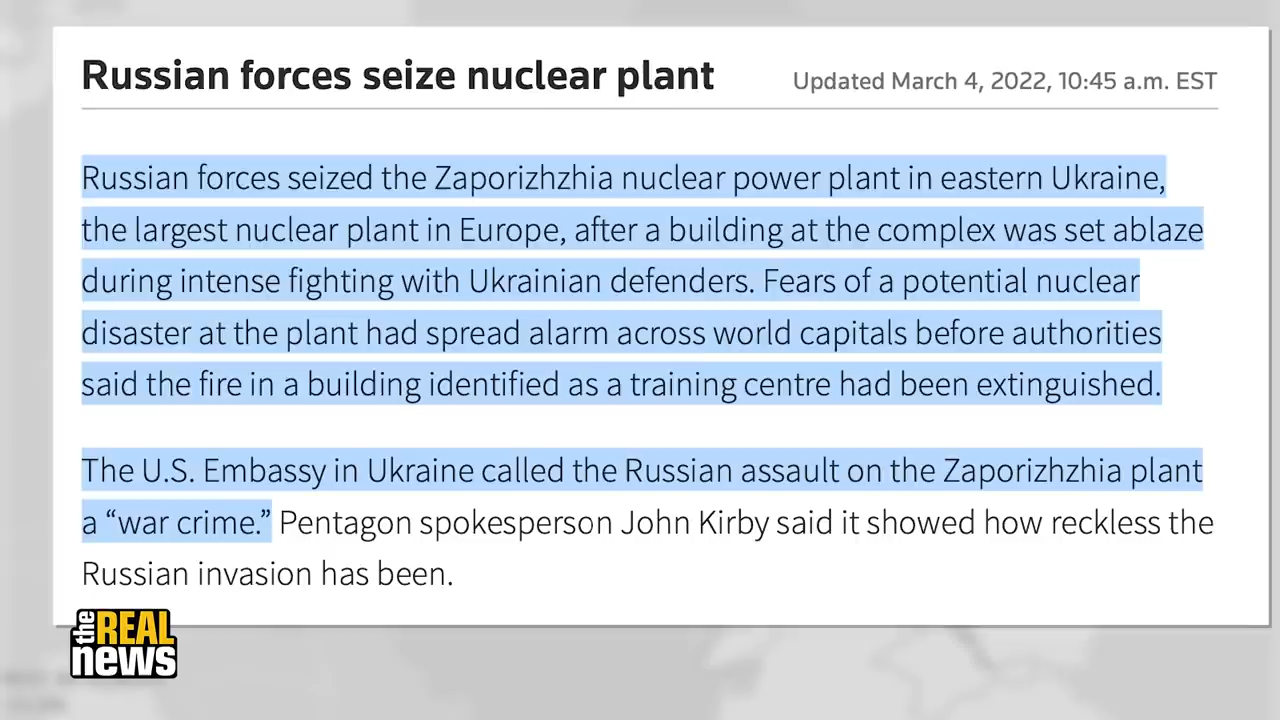 Russian forces seize nuclear plant
Updated March 4, 2022, 10:45 a.m. EST
Russian forces seized the Zaporizhzhia nuclear power plant in eastern Ukraine,
the largest nuclear plant in Europe, after a building at the complex was set ablaze
during intense fighting with Ukrainian defenders. Fears of a potential nuclear
disaster at the plant had spread alarm across world capitals before authorities
said the fire in a building identified as a training centre had been extinguished.
The U.S. Embassy in Ukraine called the Russian assault on the Zaporizhzhia plant
a “war crime.” Pentagon spokesperson John Kirby said it showed how reckless the
Russian invasion has been.
the REAL
news